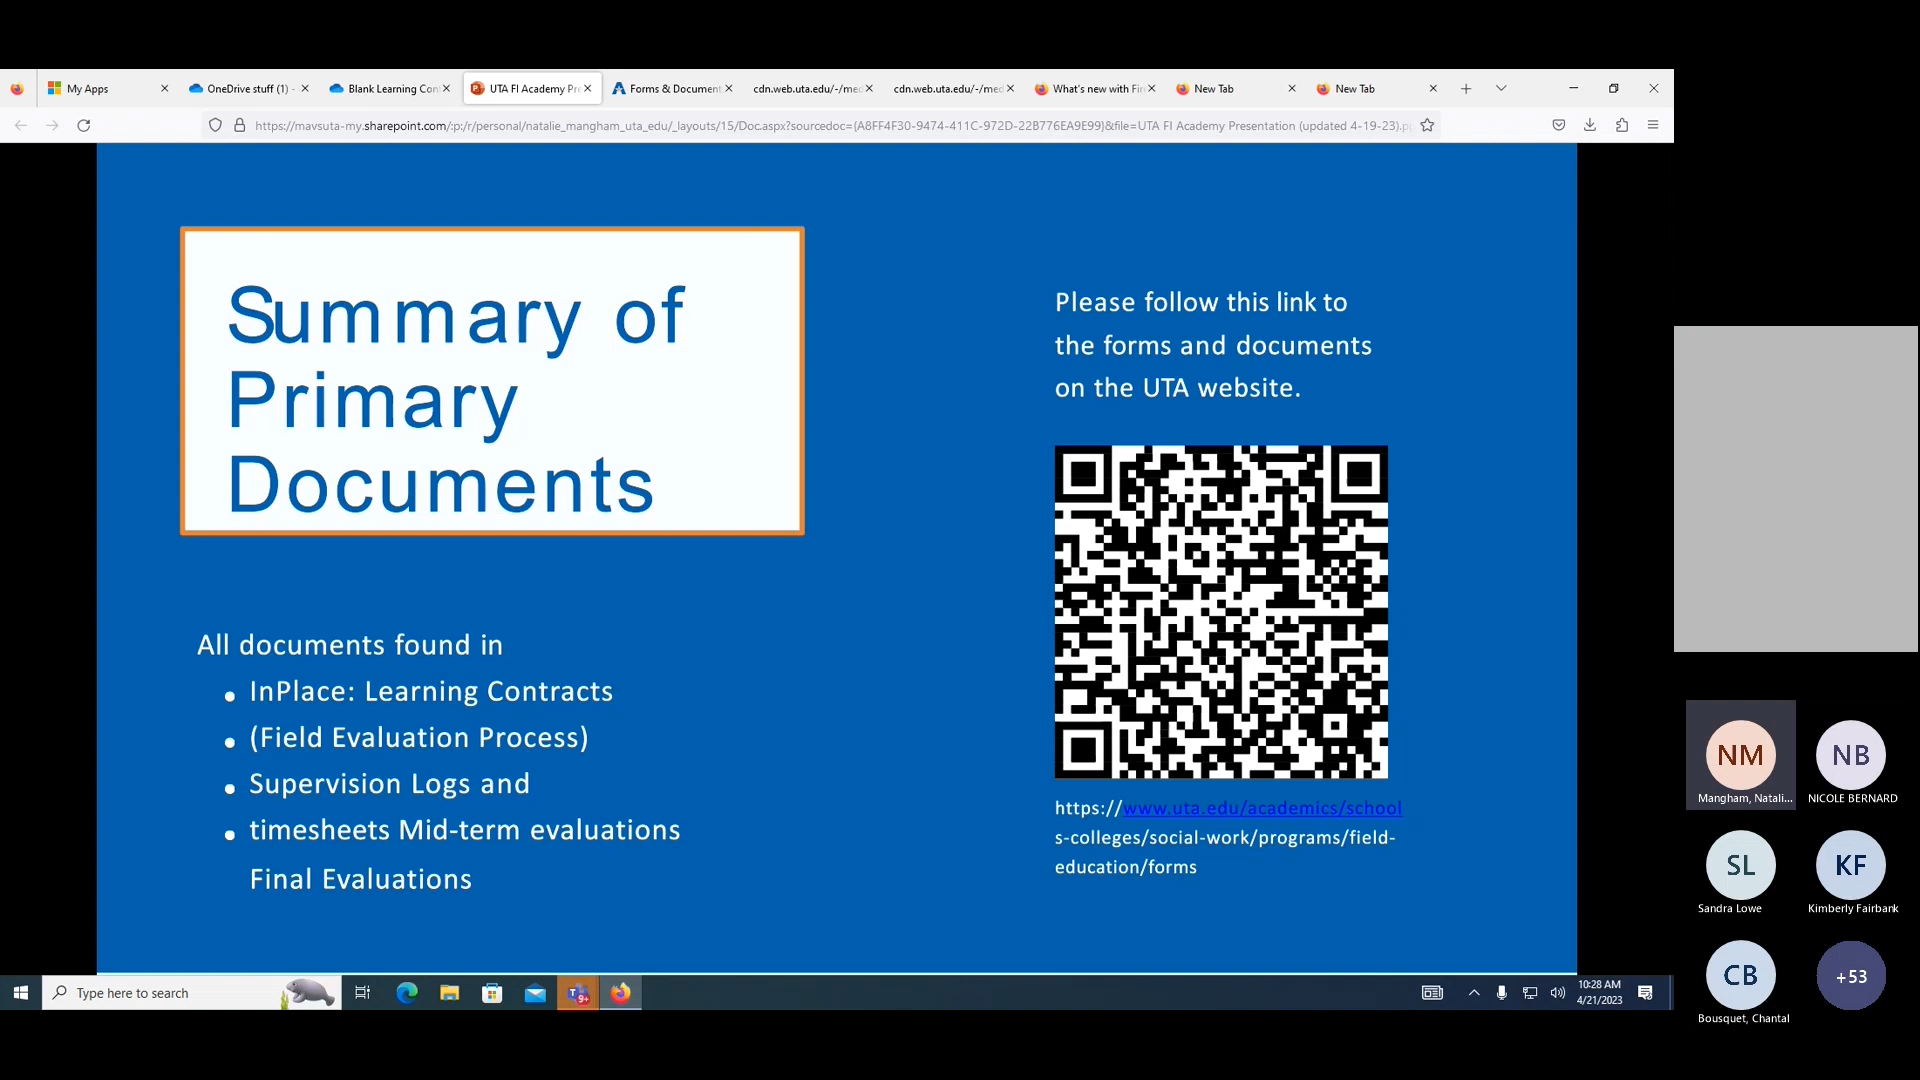 My Apps
OneDrive stuff (1) -
Blank Learning Con
UTA FI Academy Pre
Forms & Document
cdn.web.uta.edu/-/med
cdn.web.uta.edu/-/med
What's new with Fire
New Tab
New Tab
https://mavsuta-my.sharepoint.com/:p:/r/personal/natalie_mangham_uta_edu/_layouts/15/Doc.aspx?sourcedoc={A8FF4F30-9474-411C-972D-22B776EA9E99}&file=UTA FI Academy Presentation (updated 4-19-23).p
Summary of
Primary
Documents
All documents found in
• InPlace: Learning Contracts
• (Field Evaluation Process)
• Supervision Logs and
• timesheets Mid-term evaluations
Final Evaluations
Please follow this link to
the forms and documents
on the UTA website.
https://www.uta.edu/academics/school
s-colleges/social-work/programs/field-
education/forms
NM
Mangham, Natali...
NB
NICOLE BERNARD
SL
Sandra Lowe
KF
Kimberly Fairbank
CB
Bousquet, Chantal
+53
Type here to search
9+
10:28 AM
4/21/2023